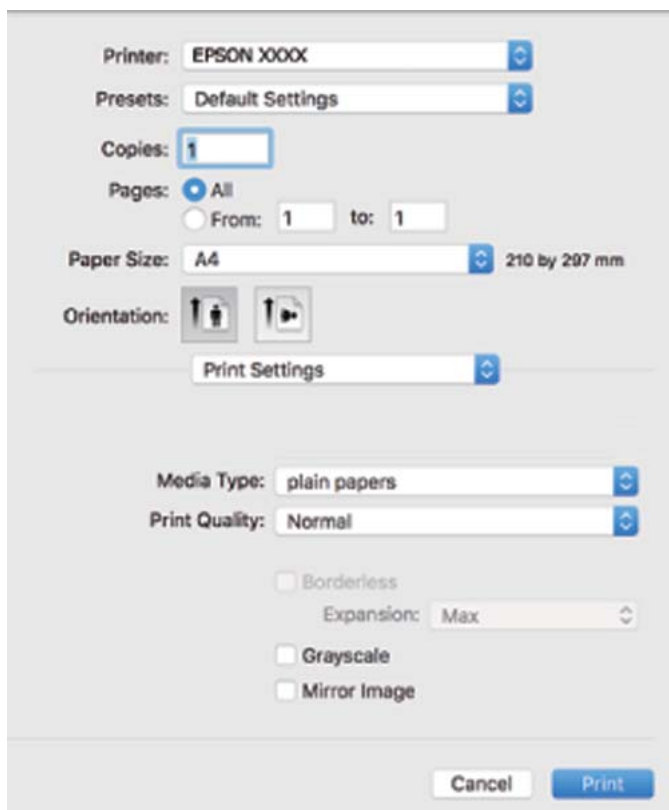 Printer: EPSON XXXX
Presets: Default Settings
Copies: 1
Pages: All
From: 1 to: 1
Paper Size: A4 210 by 297 mm
Orientation:
Print Settings
Media Type: plain papers
Print Quality: Normal
Borderless
Expansion: Max
Grayscale
Mirror Image
Cancel Print